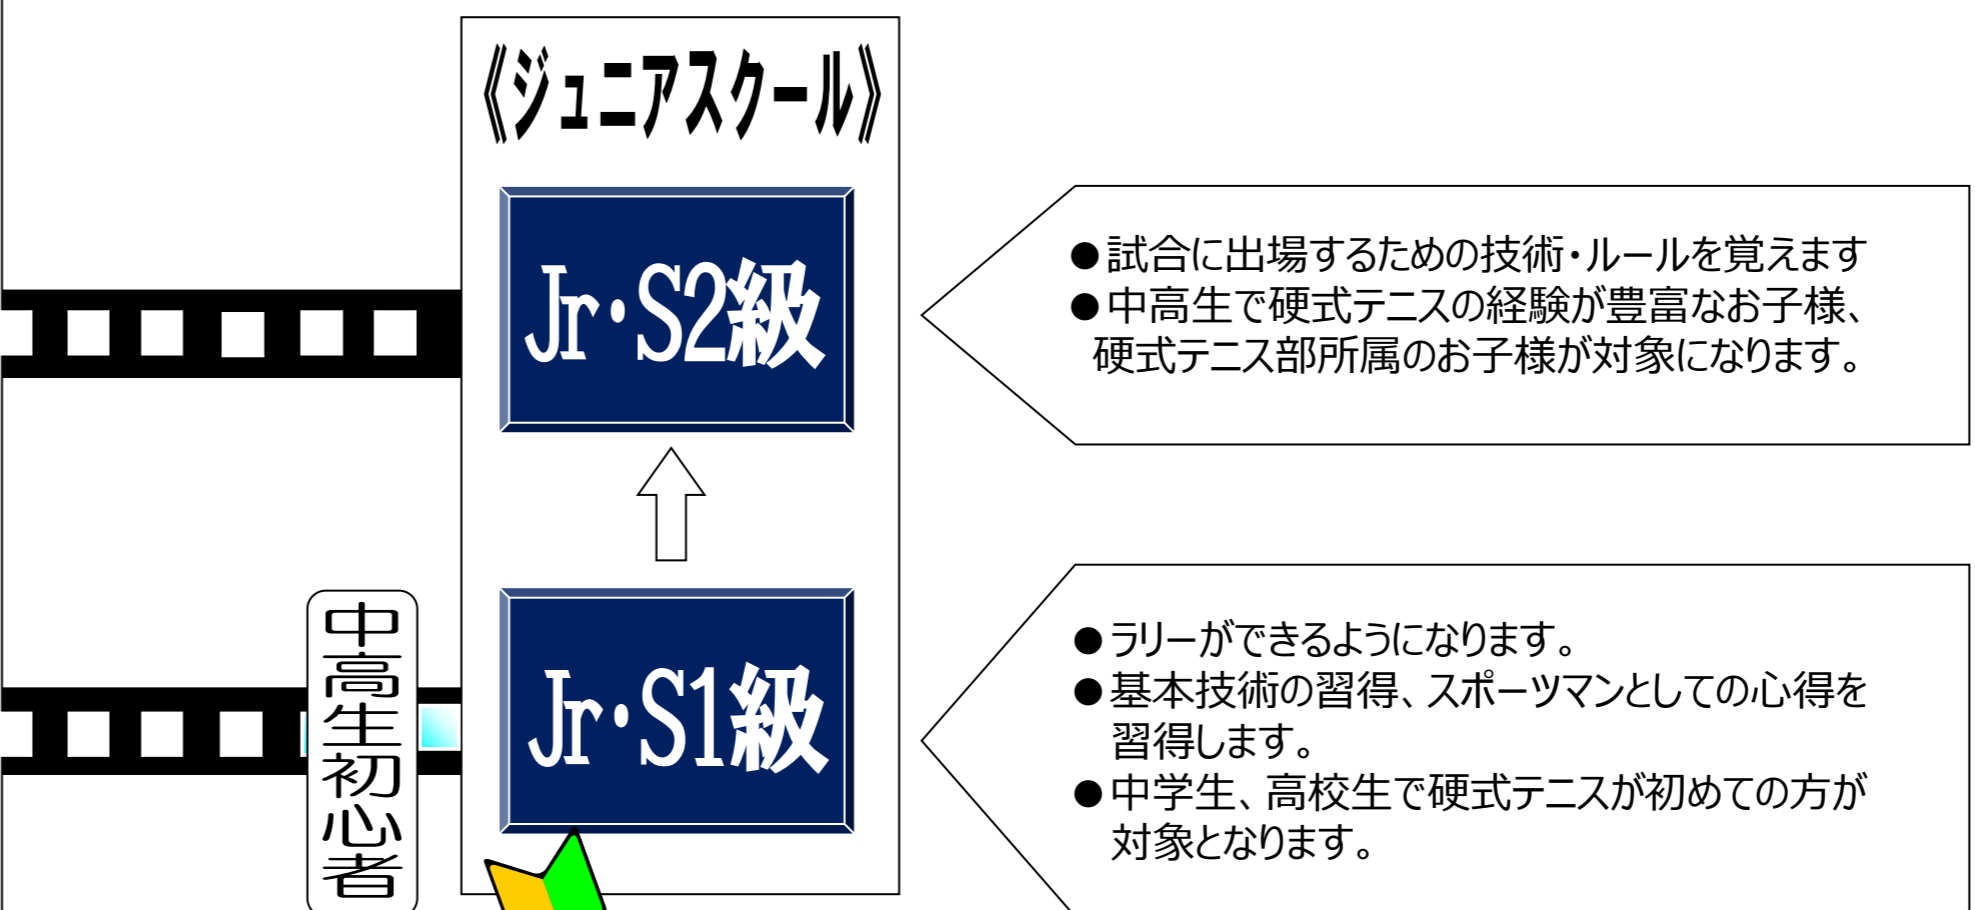 《ジュニアスクール》
Jr・S2級
●試合に出場するための技術・ルールを覚えます
●中高生で硬式テニスの経験が豊富なお子様、
硬式テニス部所属のお子様が対象になります。
中高生初心者
Jr・S1級
●ラリーができるようになります。
●基本技術の習得、スポーツマンとしての心得を
習得します。
●中学生、高校生で硬式テニスが初めての方が
対象となります。